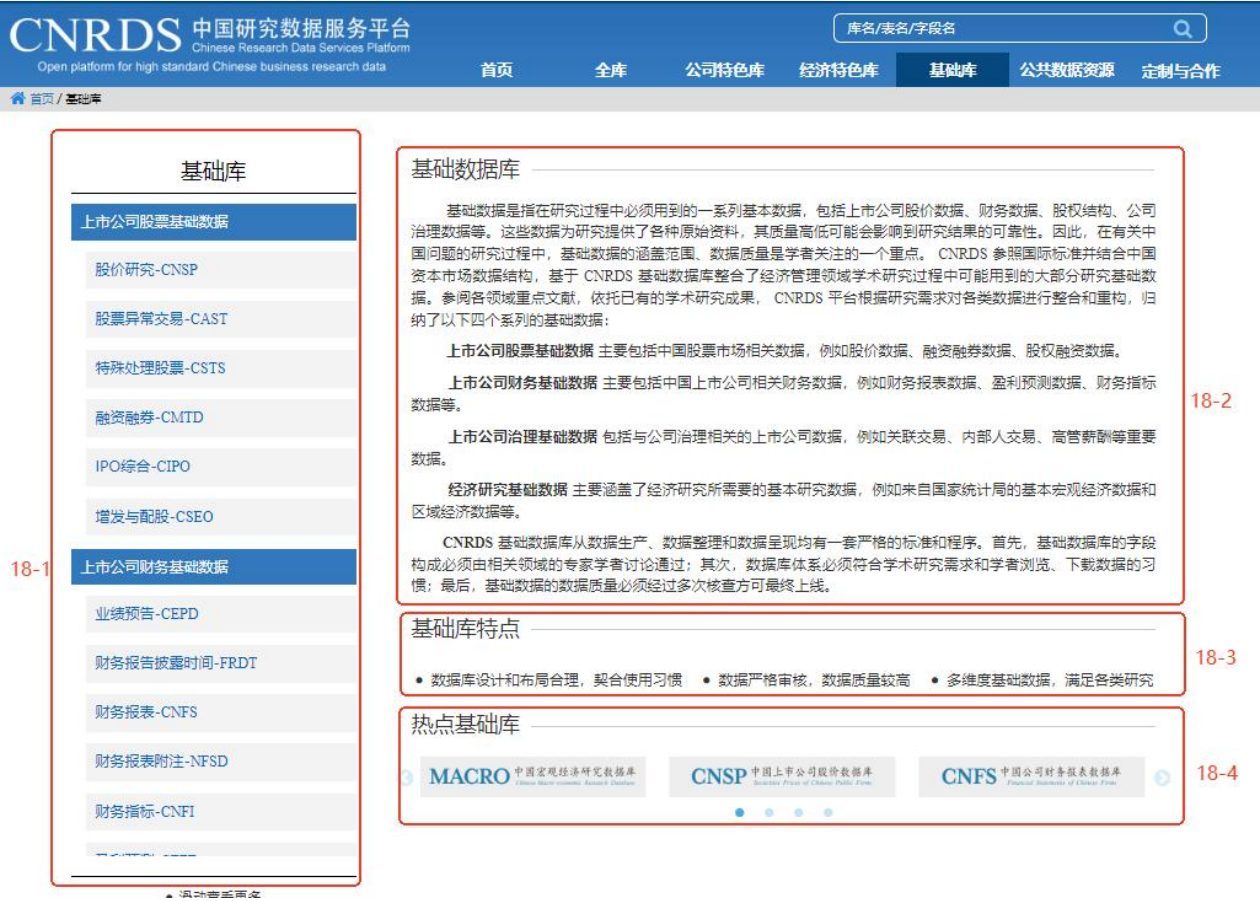 CNRDS 中国研究数据服务平台
Chinese Research Data Services Platform
Open platform for high standard Chinese business research data
库名/表名/字段名
首页 全库 公司特色库 经济特色库 基础库 公共数据资源 定制与合作
首页 / 基础库
基础库
上市公司股票基础数据
股价研究-CNSP
股票异常交易-CAST
特殊处理股票-CSTS
融资融券-CMTD
IPO综合-CIPO
增发与配股-CSEO
18-1
上市公司财务基础数据
业绩预告-CEPD
财务报告披露时间-FRDT
财务报表-CNFS
财务报表附注-NFSD
财务指标-CNFI
• 滑动查看更多
基础数据库
基础数据是指在研究过程中必须用到的一系列基本数据，包括上市公司股价数据、财务数据、股权结构、公司
治理数据等。这些数据为研究提供了各种原始资料，其质量高低可能会影响到研究结果的可靠性。因此，在有关中
国问题的研究过程中，基础数据的涵盖范围、数据质量是学者关注的一个重点。 CNRDS 参照国际标准并结合中国
资本市场数据结构，基于 CNRDS 基础数据库整合了经济管理领域学术研究过程中可能用到的大部分研究基础数
据。参阅各领域重点文献，依托已有的学术研究成果， CNRDS 平台根据研究需求对各类数据进行整合和重构，归
纳了以下四个系列的基础数据：
上市公司股票基础数据 主要包括中国股票市场相关数据，例如股价数据、融资融券数据、股权融资数据。
上市公司财务基础数据 主要包括中国上市公司相关财务数据，例如财务报表数据、盈利预测数据、财务指标
数据等。
18-2
上市公司治理基础数据 包括与公司治理相关的上市公司数据，例如关联交易、内部人交易、高管薪酬等重要
数据。
经济研究基础数据 主要涵盖了经济研究所需要的基本研究数据，例如来自国家统计局的基本宏观经济数据和
区域经济数据等。
CNRDS 基础数据库从数据生产、数据整理和数据呈现均有一套严格的标准和程序。首先，基础数据库的字段
构成必须由相关领域的专家学者讨论通过；其次，数据库体系必须符合学术研究需求和学者浏览、下载数据的习
惯；最后，基础数据的数据质量必须经过多次核查方可最终上线。
基础库特点
18-3
• 数据库设计和布局合理，契合使用习惯 • 数据严格审核，数据质量较高 • 多维度基础数据，满足各类研究
热点基础库
MACRO 中国宏观经济研究数据库
Chinese Macro-economic Research Database
CNSP 中国上市公司股价数据库
Securities Prices of Chinese Public Firms
CNFS 中国公司财务报表数据库
Financial Statements of Chinese Firms
18-4